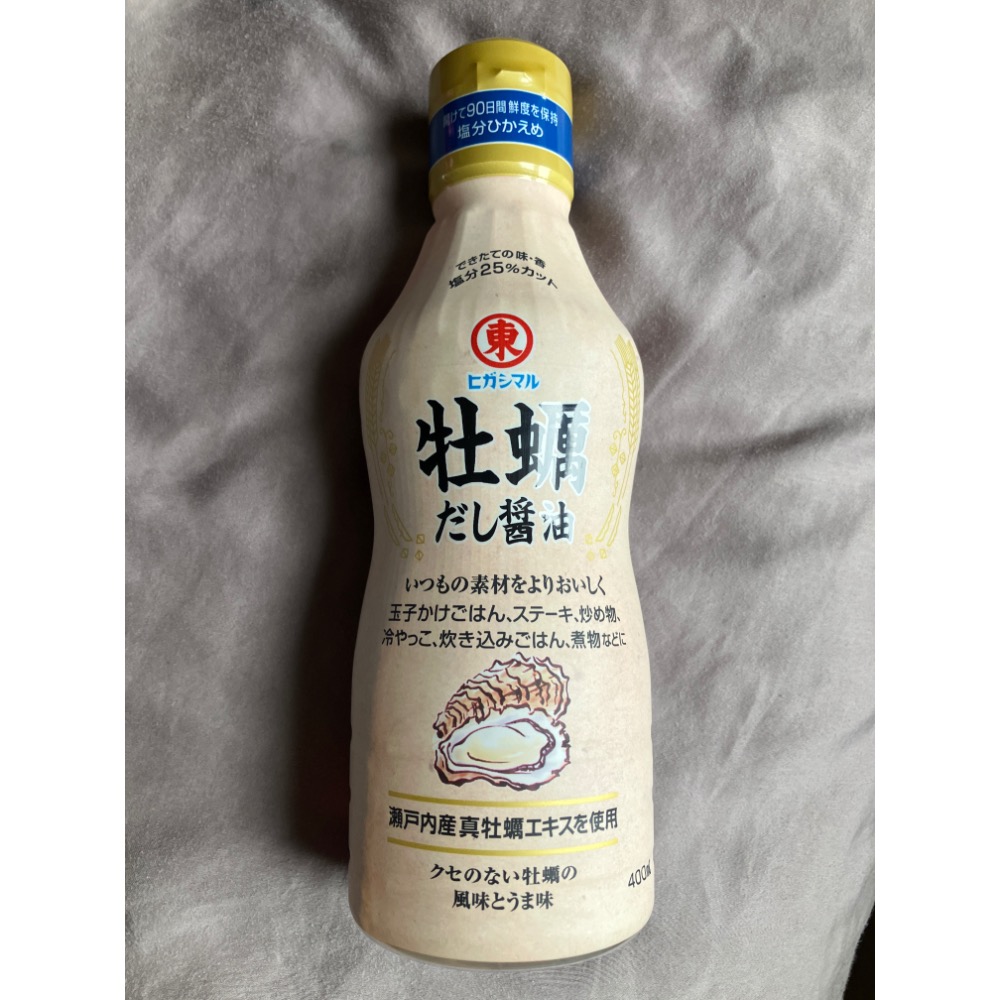 開けて90日間鮮度を保持
塩分ひかえめ
できたての味・香
塩分25%カット
東
ヒガシマル
牡蠣
だし醤油
いつもの素材をよりおいしく
玉子かけごはん、ステーキ、炒め物、
冷やっこ、炊き込みごはん、煮物などに
瀬戸内産真牡蠣エキスを使用
クセのない牡蠣の
風味とうま味
400㎖